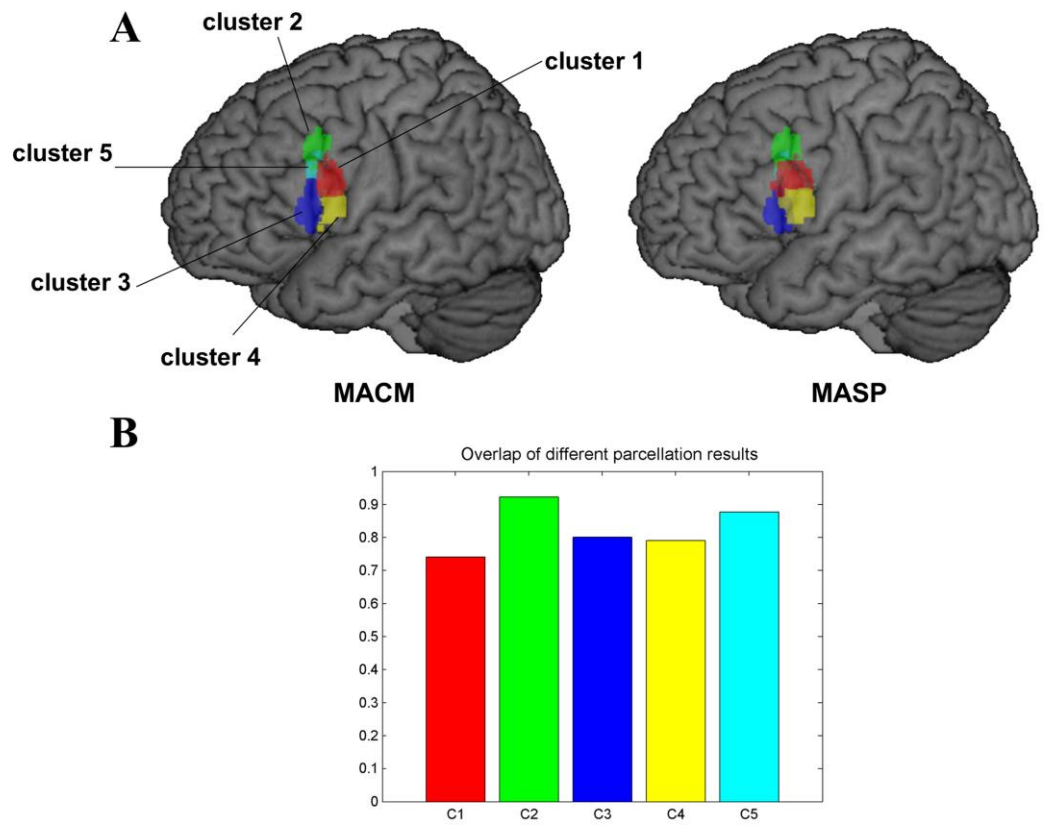 A
cluster 2
cluster 1
cluster 5
cluster 3
cluster 4
MACM
MASP
B
Overlap of different parcellation results
1
0.9
0.8
0.7
0.6
0.5
0.4
0.3
0.2
0.1
0
C1 C2 C3 C4 C5